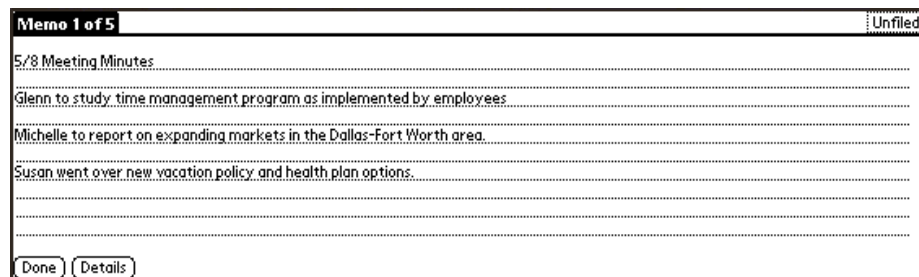 Memo 1 of 5
Unfiled
5/8 Meeting Minutes
Glenn to study time management program as implemented by employees
Michelle to report on expanding markets in the Dallas-Fort Worth area.
Susan went over new vacation policy and health plan options.
Done Details